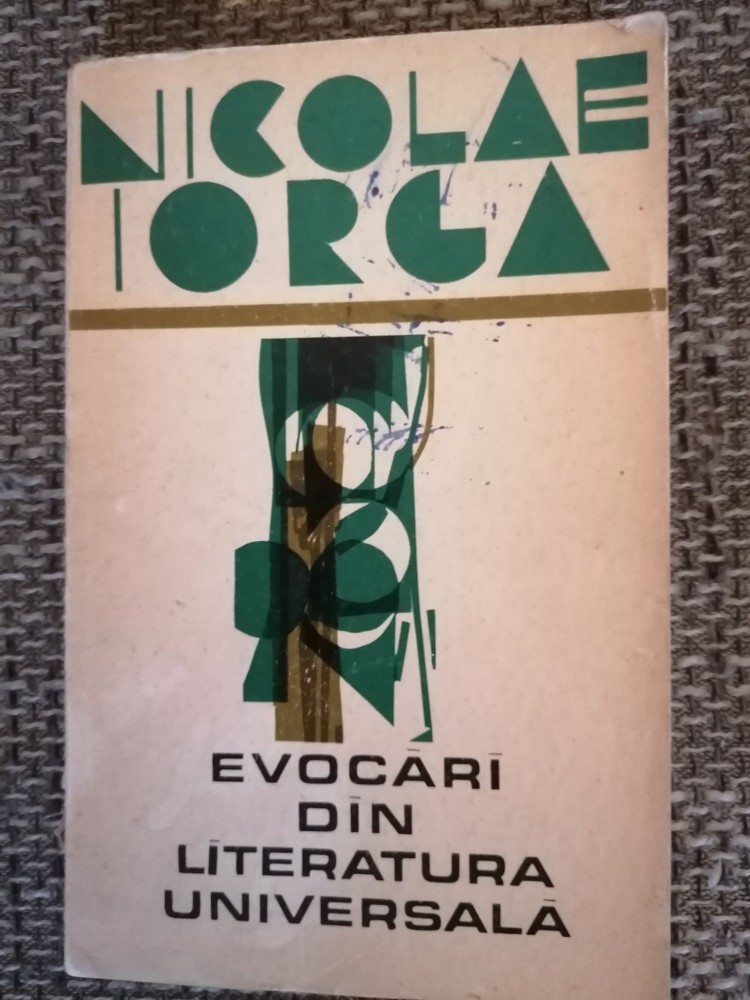 NICOLAE
IORGA
EVOCĂRI
DIN
LITERATURA
UNIVERSALĂ